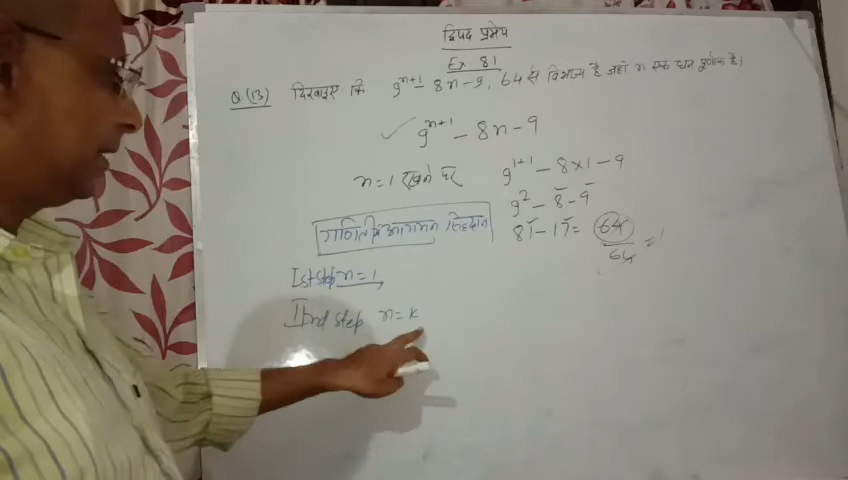 द्विपद प्रमेय
Ex 8.1
Q.(13) दिखाइए कि 9^n+1 - 8n - 9, 64 से विभाज्य है जहाँ n एक धन पूर्णांक है।
✓ 9^n+1 - 8n - 9
n = 1 रखने पर 9^1+1 - 8×1 - 9
9^2 - 8 - 9
गणितीय आगमन सिद्धान्त 81 - 17 = 64/64 = 1
Ist step n = 1,
IInd step n = K